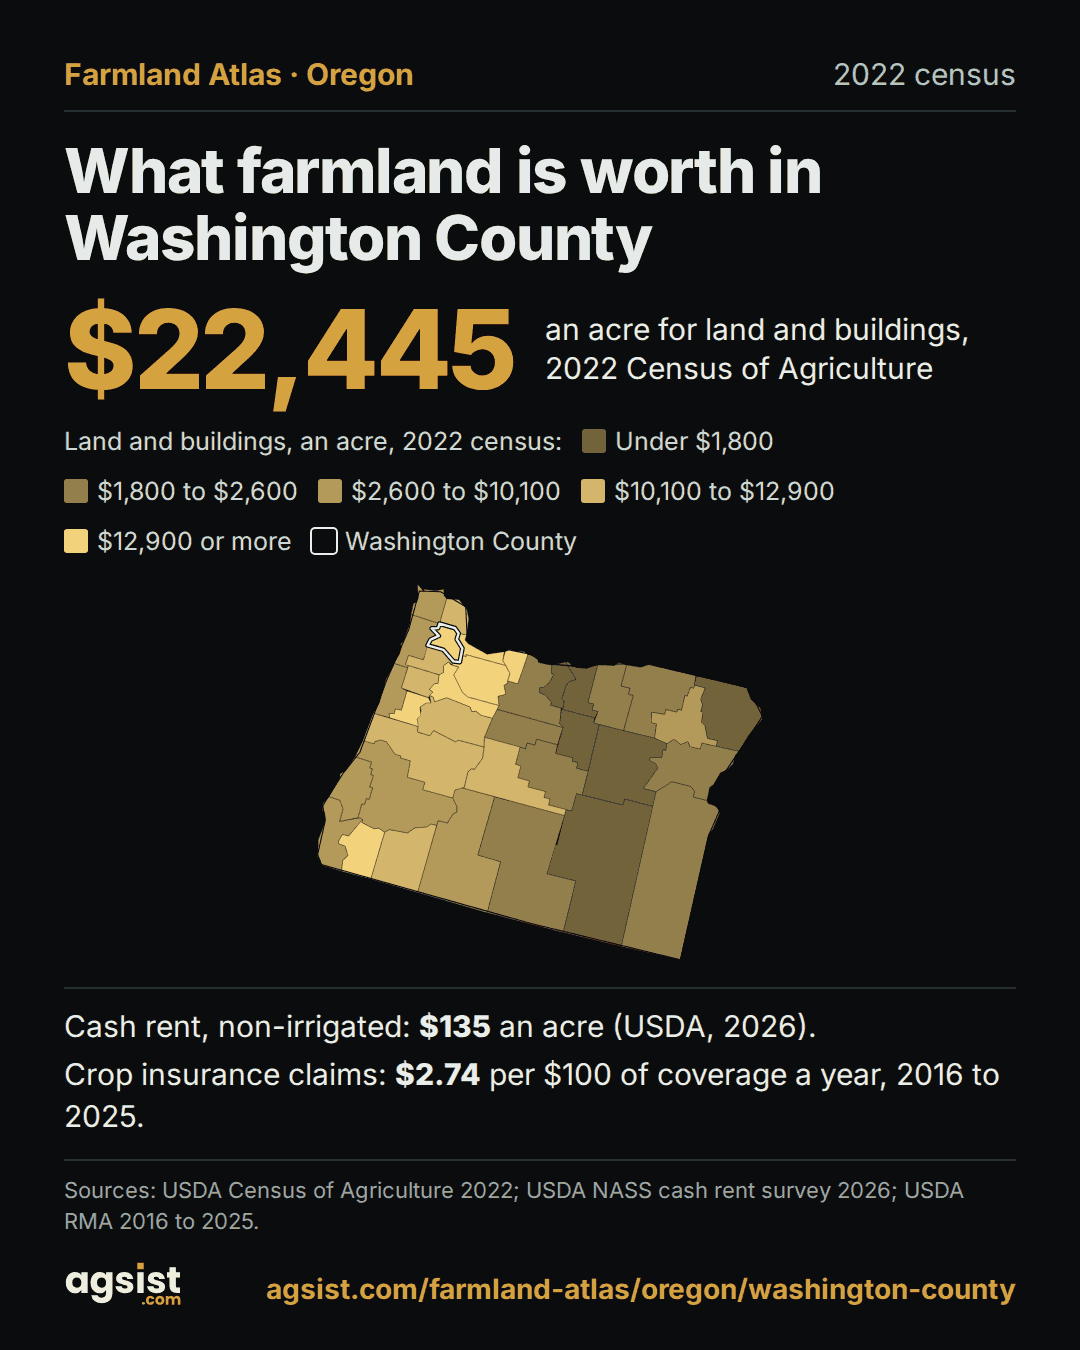 Farmland Atlas · Oregon
2022 census
What farmland is worth in
Washington County
$22,445
an acre for land and buildings,
2022 Census of Agriculture
Land and buildings, an acre, 2022 census: Under $1,800
$1,800 to $2,600 $2,600 to $10,100 $10,100 to $12,900
$12,900 or more Washington County
Cash rent, non-irrigated: $135 an acre (USDA, 2026).
Crop insurance claims: $2.74 per $100 of coverage a year, 2016 to
2025.
Sources: USDA Census of Agriculture 2022; USDA NASS cash rent survey 2026; USDA
RMA 2016 to 2025.
agsist
.com
agsist.com/farmland-atlas/oregon/washington-county